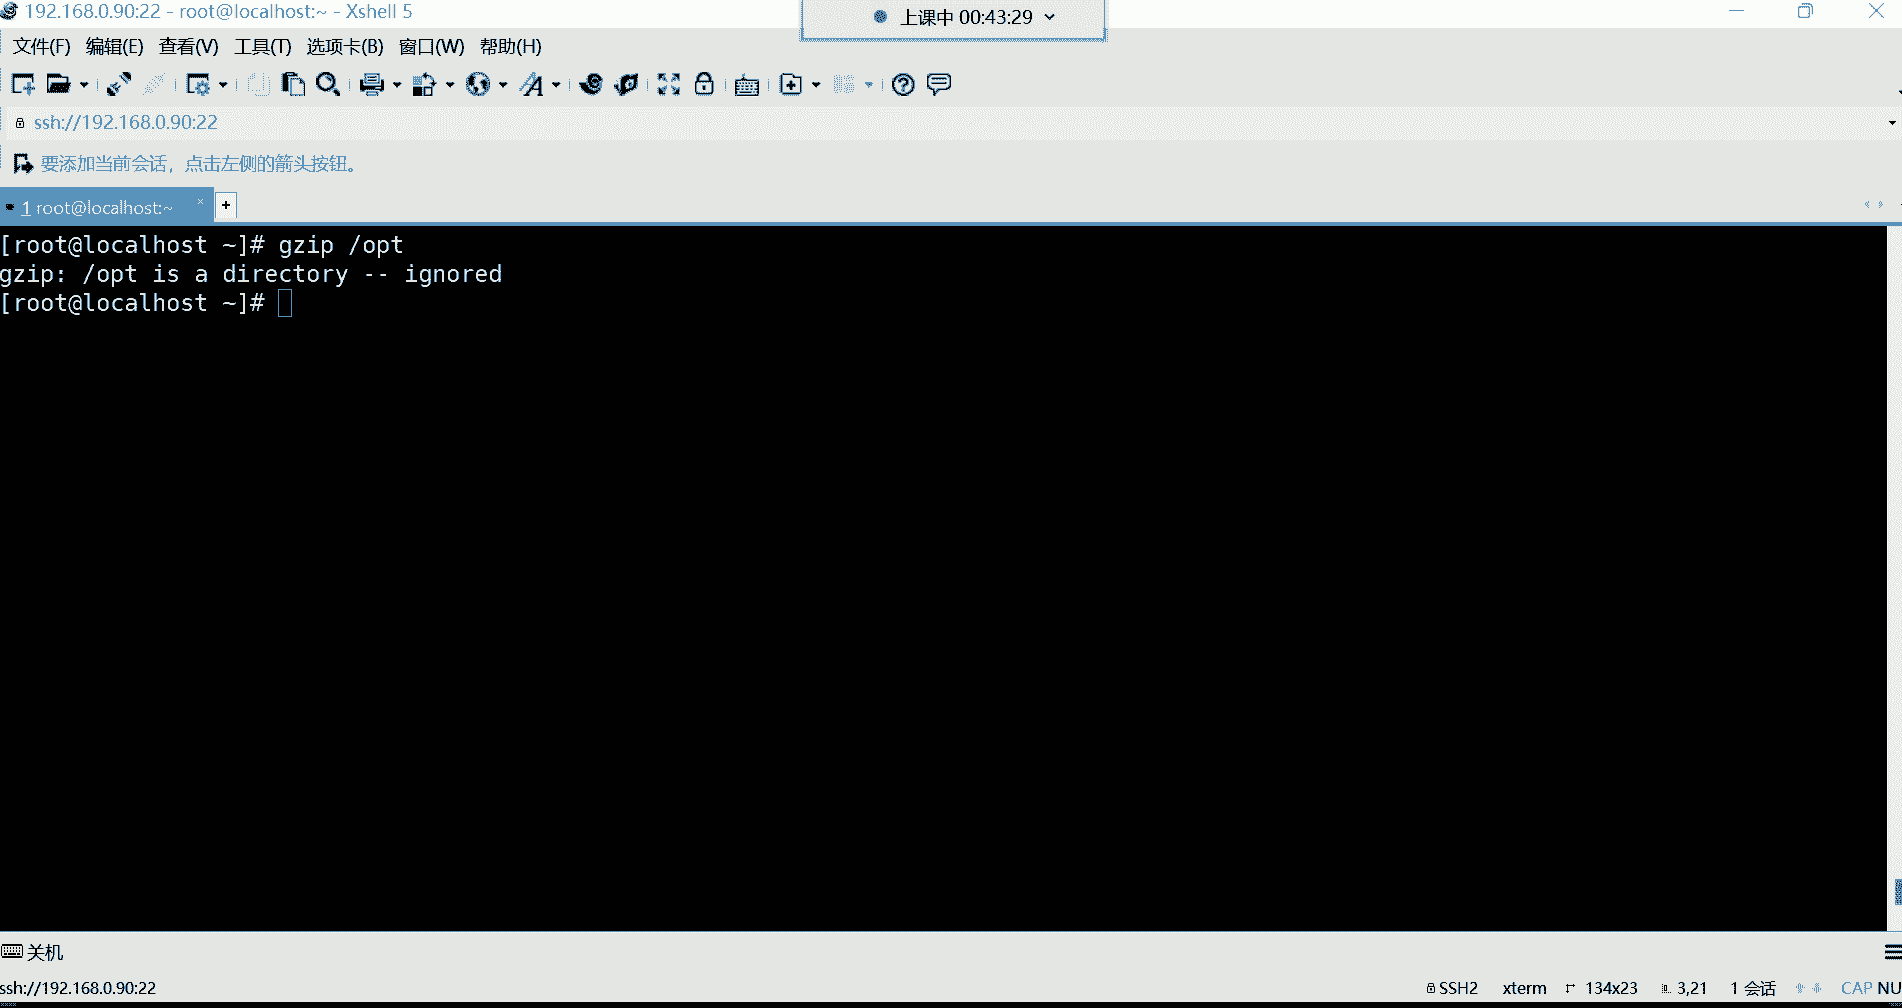 192.168.0.90:22 - root@localhost:~ - Xshell 5
上课中 00:43:29
文件(F) 编辑(E) 查看(V) 工具(T) 选项卡(B) 窗口(W) 帮助(H)
ssh://192.168.0.90:22
要添加当前会话，点击左侧的箭头按钮。
1 root@localhost:~ × +
[root@localhost ~]# gzip /opt
gzip: /opt is a directory -- ignored
[root@localhost ~]#
关机
ssh://192.168.0.90:22 SSH2 xterm 134x23 3,21 1 会话 CAP NU